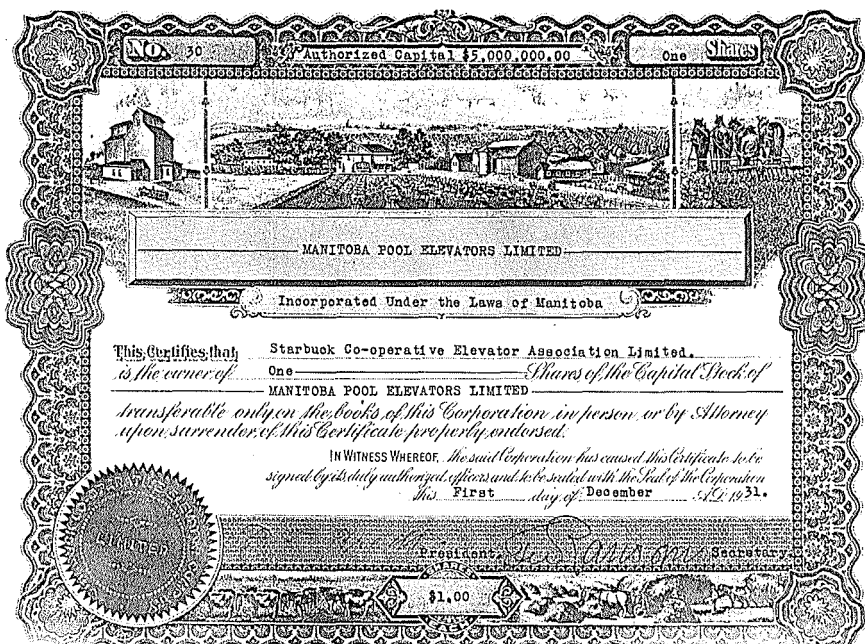 No. 30 Authorized Capital $5,000,000.00 One Shares
MANITOBA POOL ELEVATORS LIMITED
Incorporated Under the Laws of Manitoba
This Certifies that Starbuck Co-operative Elevator Association Limited.
is the owner of One Shares of the Capital Stock of
MANITOBA POOL ELEVATORS LIMITED
transferable only on the books of this Corporation in person or by Attorney
upon surrender of this Certificate properly endorsed.
IN WITNESS WHEREOF, the said Corporation has caused this Certificate to be
signed by its duly authorized officers and to be sealed with the Seal of the Corporation
this First day of December A.D. 1931.
LIMITED
President. Secretary.
SHARES
$1.00